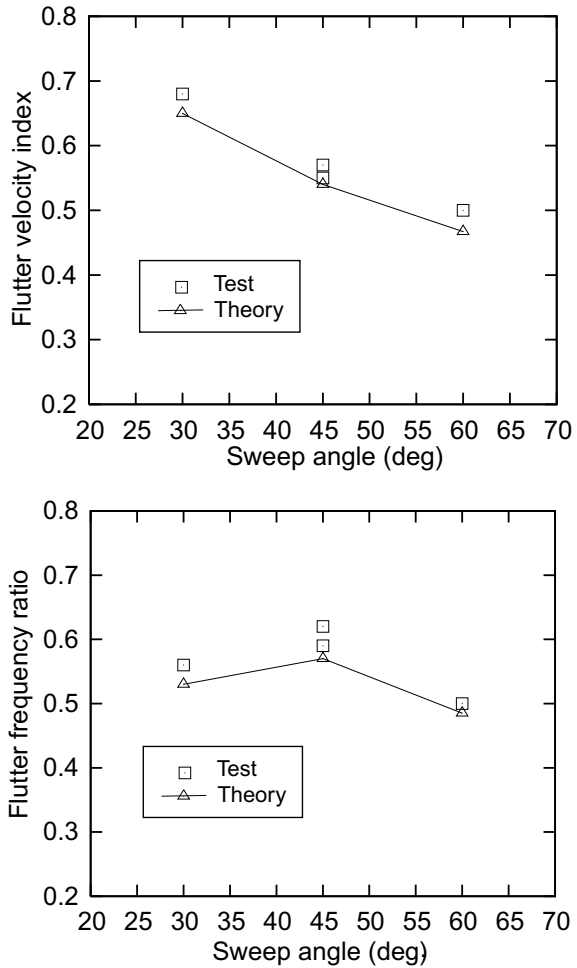 0.8
0.7
0.6
0.5
0.4
0.3
0.2
Flutter velocity index
Test
Theory
20 25 30 35 40 45 50 55 60 65 70
Sweep angle (deg)
0.8
0.7
0.6
0.5
0.4
0.3
0.2
Flutter frequency ratio
Test
Theory
20 25 30 35 40 45 50 55 60 65 70
Sweep angle (deg)